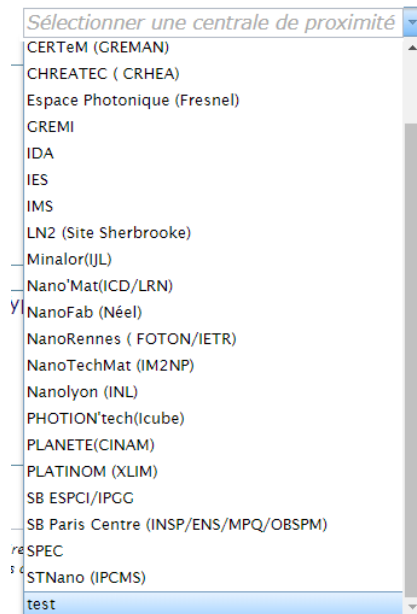 Sélectionner une centrale de proximité
CERTeM (GREMAN)
CHREATEC ( CRHEA)
Espace Photonique (Fresnel)
GREMI
IDA
IES
IMS
LN2 (Site Sherbrooke)
Minalor(IJL)
Nano'Mat(ICD/LRN)
NanoFab (Néel)
NanoRennes ( FOTON/IETR)
NanoTechMat (IM2NP)
Nanolyon (INL)
PHOTION'tech(Icube)
PLANETE(CINAM)
PLATINOM (XLIM)
SB ESPCI/IPGG
SB Paris Centre (INSP/ENS/MPQ/OBSPM)
SPEC
STNano (IPCMS)
test